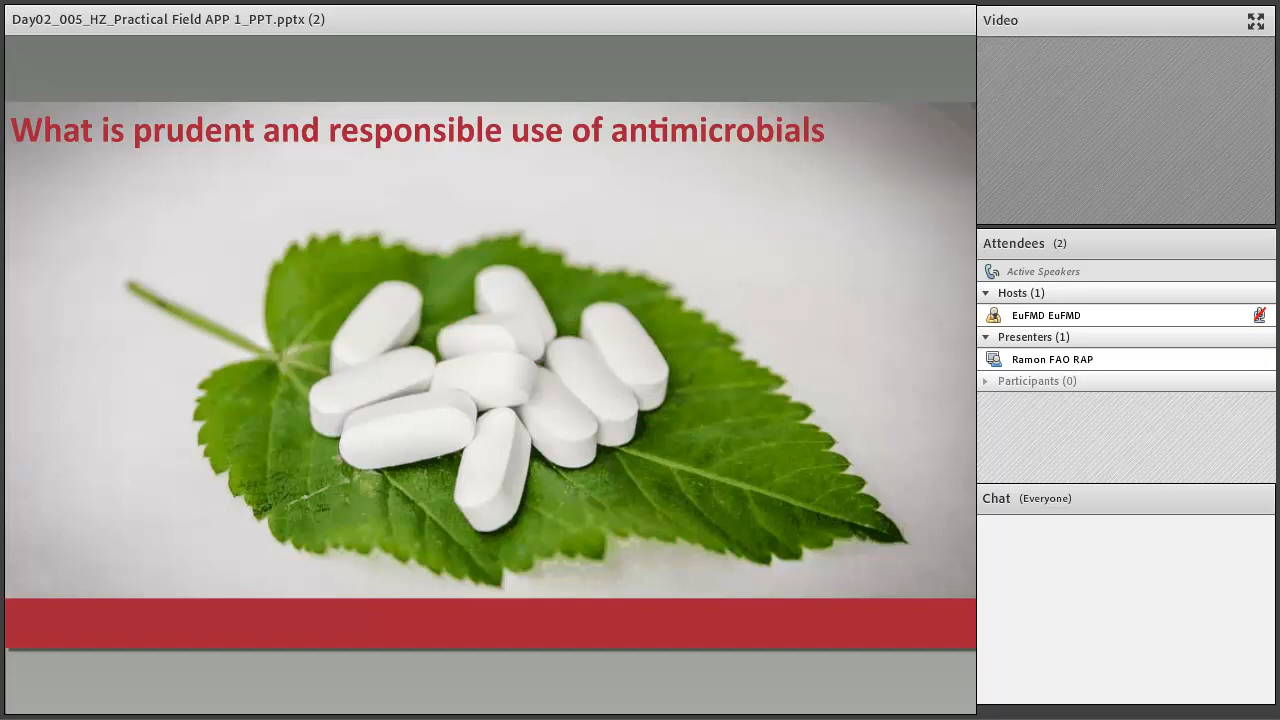 Day02_005_HZ_Practical Field APP 1_PPT.pptx (2)
What is prudent and responsible use of antimicrobials
Video
Attendees (2)
Active Speakers
Hosts (1)
EuFMD EuFMD
Presenters (1)
Ramon FAO RAP
Participants (0)
Chat (Everyone)